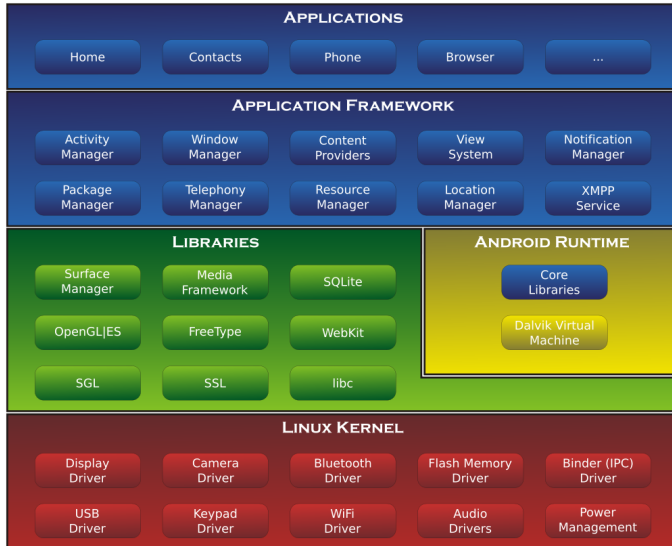 APPLICATIONS
Home
Contacts
Phone
Browser
...
APPLICATION FRAMEWORK
Activity
Manager
Window
Manager
Content
Providers
View
System
Notification
Manager
Package
Manager
Telephony
Manager
Resource
Manager
Location
Manager
XMPP
Service
LIBRARIES
Surface
Manager
Media
Framework
SQLite
OpenGL|ES
FreeType
WebKit
SGL
SSL
libc
ANDROID RUNTIME
Core
Libraries
Dalvik Virtual
Machine
LINUX KERNEL
Display
Driver
Camera
Driver
Bluetooth
Driver
Flash Memory
Driver
Binder (IPC)
Driver
USB
Driver
Keypad
Driver
WiFi
Driver
Audio
Drivers
Power
Management